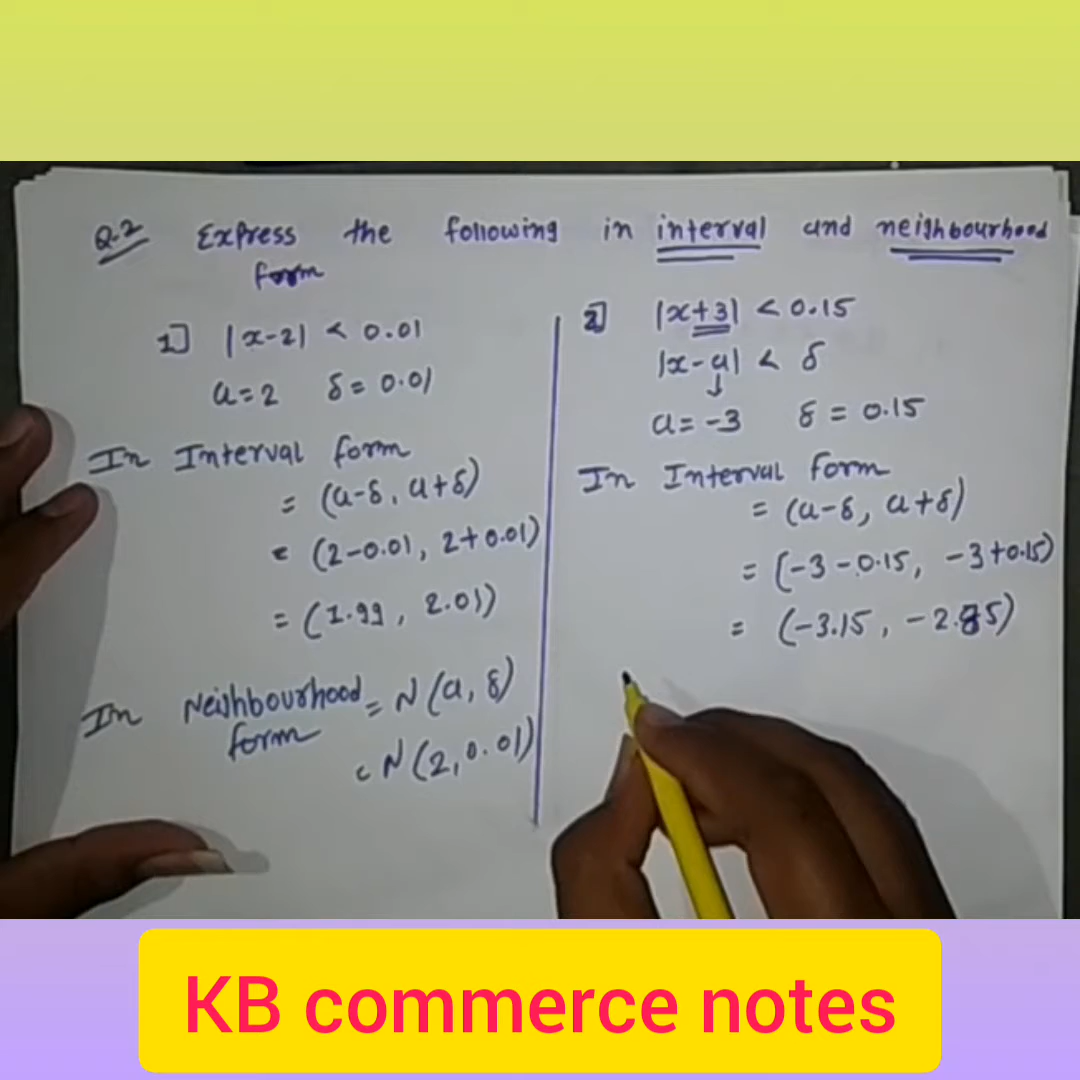 Q.2 Express the following in interval and neighbourhood
form
1] |x-2| < 0.01
a=2 δ=0.01
In Interval form
= (a-δ, a+δ)
= (2-0.01, 2+0.01)
= (1.99, 2.01)
In Neighbourhood = N(a, δ)
form
= N(2, 0.01)
2] |x+3| < 0.15
|x-a| < δ
↓
a=-3 δ = 0.15
In Interval form
= (a-δ, a+δ)
= (-3-0.15, -3+0.15)
= (-3.15, -2.85)
KB commerce notes